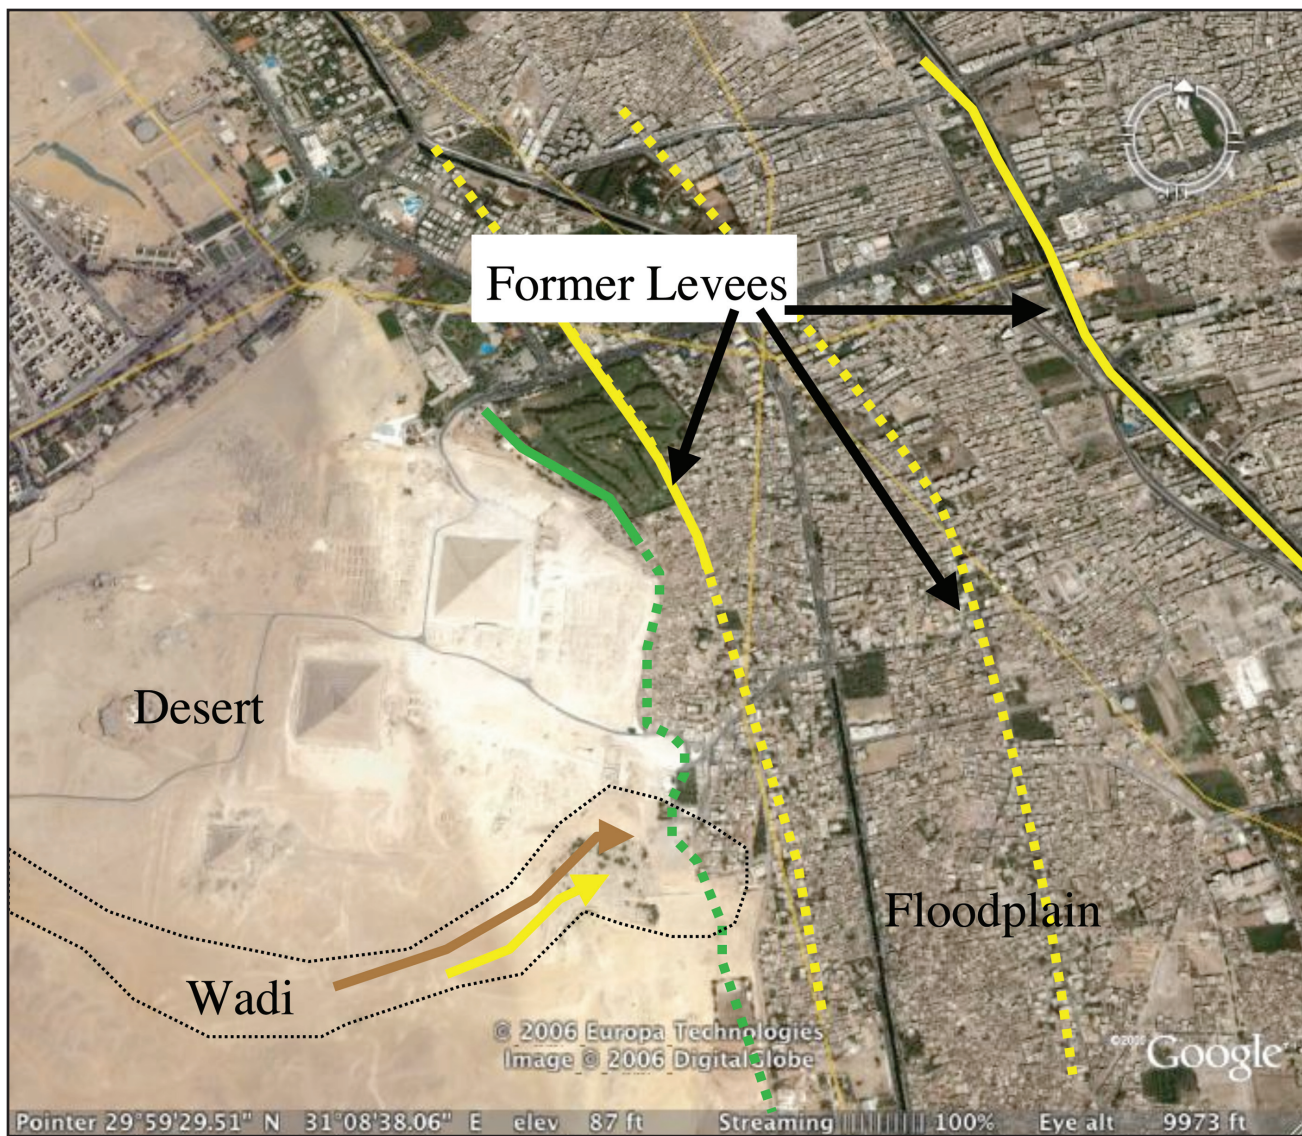 N
Former Levees
Desert
Floodplain
Wadi
© 2006 Europa Technologies
Image © 2006 DigitalGlobe
Google
Pointer 29°59'29.51" N 31°08'38.06" E elev 87 ft Streaming 100% Eye alt 9973 ft